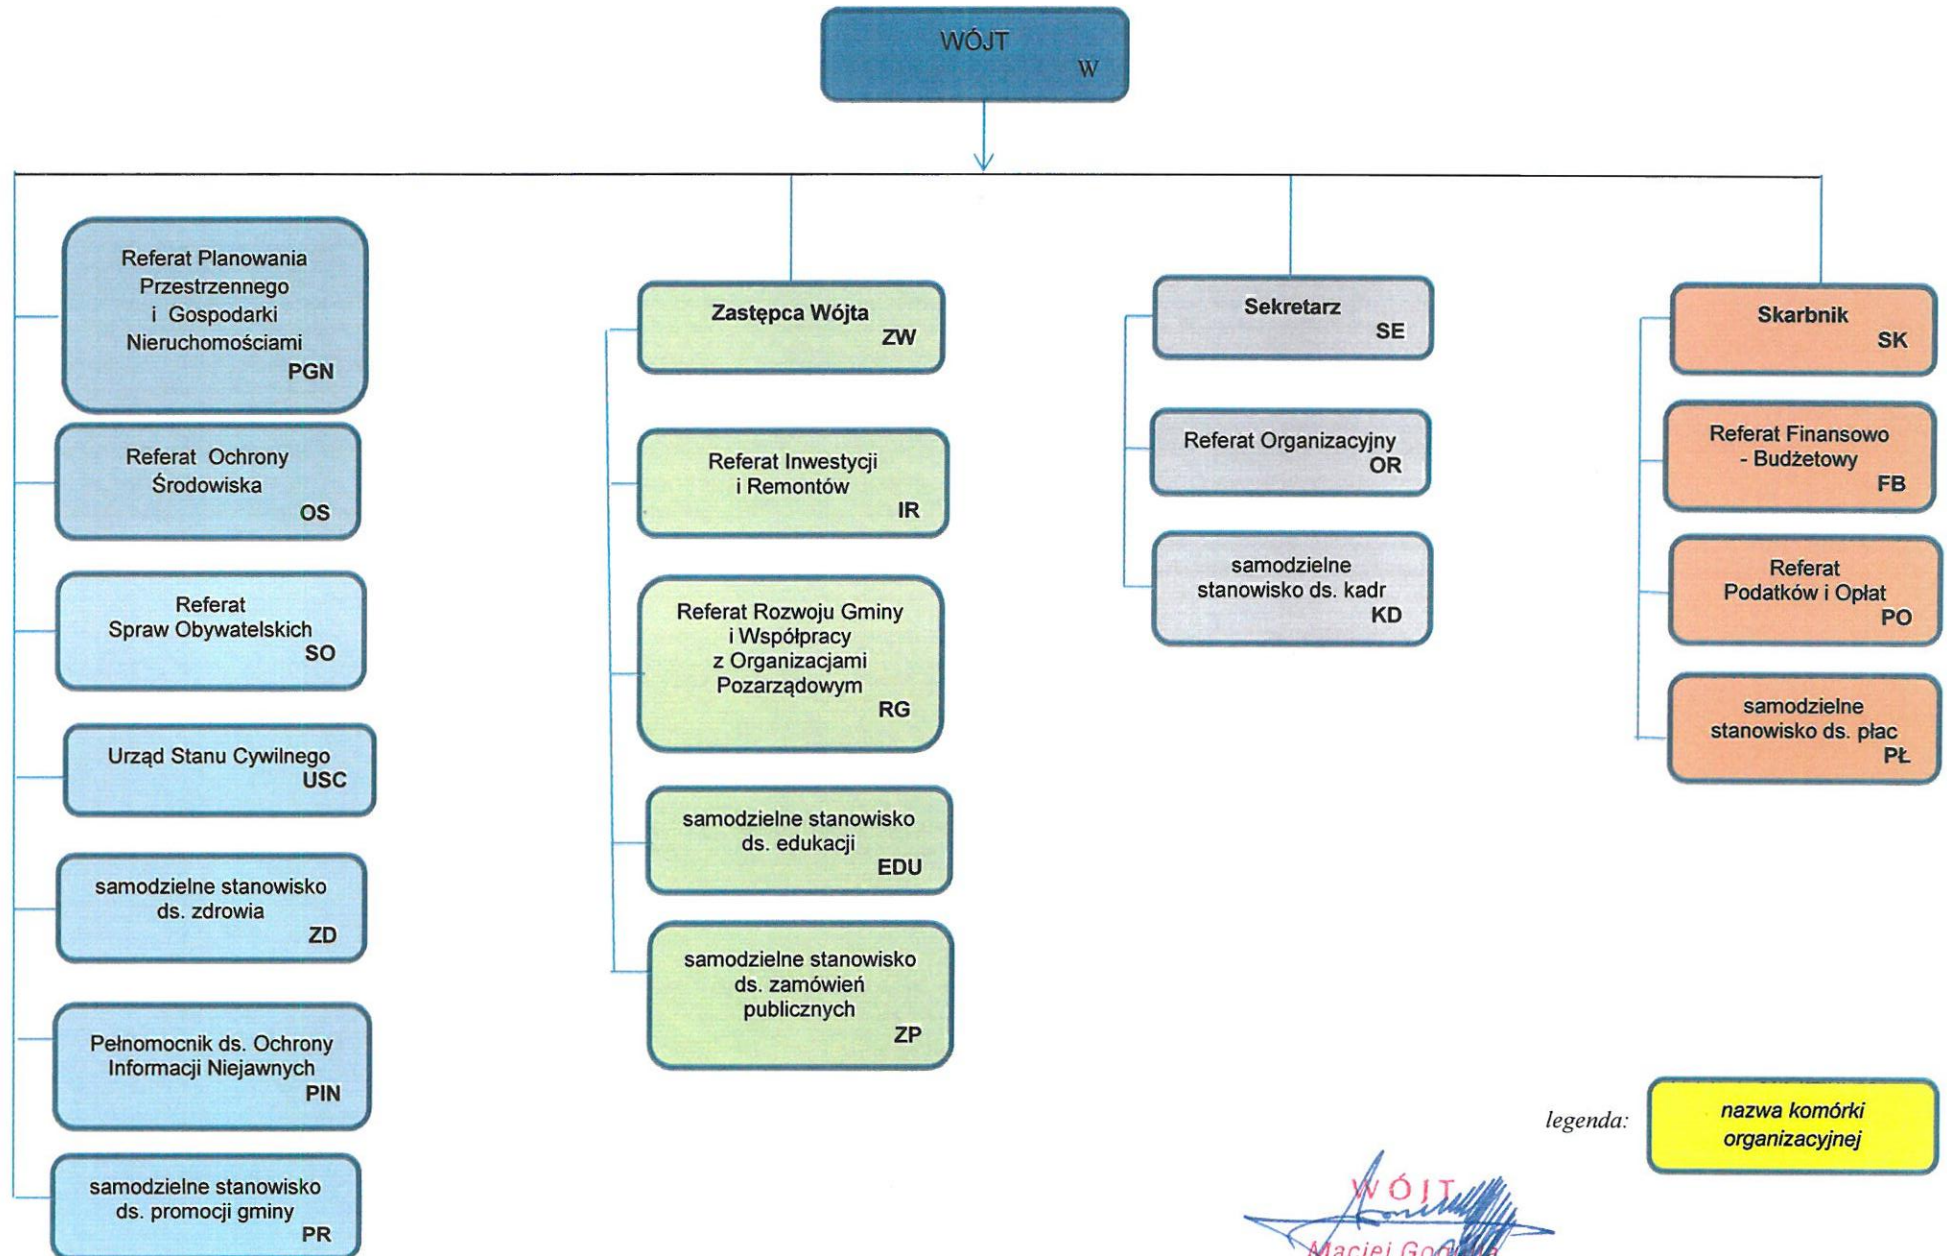 WÓJT
W
Referat Planowania
Przestrzennego
i Gospodarki
Nieruchomościami
PGN
Referat Ochrony
Środowiska
OS
Referat
Spraw Obywatelskich
SO
Urząd Stanu Cywilnego
USC
samodzielne stanowisko
ds. zdrowia
ZD
Pełnomocnik ds. Ochrony
Informacji Niejawnych
PIN
samodzielne stanowisko
ds. promocji gminy
PR
Zastępca Wójta
ZW
Referat Inwestycji
i Remontów
IR
Referat Rozwoju Gminy
i Współpracy
z Organizacjami
Pozarządowym
RG
samodzielne stanowisko
ds. edukacji
EDU
samodzielne stanowisko
ds. zamówień
publicznych
ZP
Sekretarz
SE
Referat Organizacyjny
OR
samodzielne
stanowisko ds. kadr
KD
Skarbnik
SK
Referat Finansowo
- Budżetowy
FB
Referat
Podatków i Opłat
PO
samodzielne
stanowisko ds. płac
PŁ
legenda:
nazwa komórki
organizacyjnej
WÓJT
Maciej